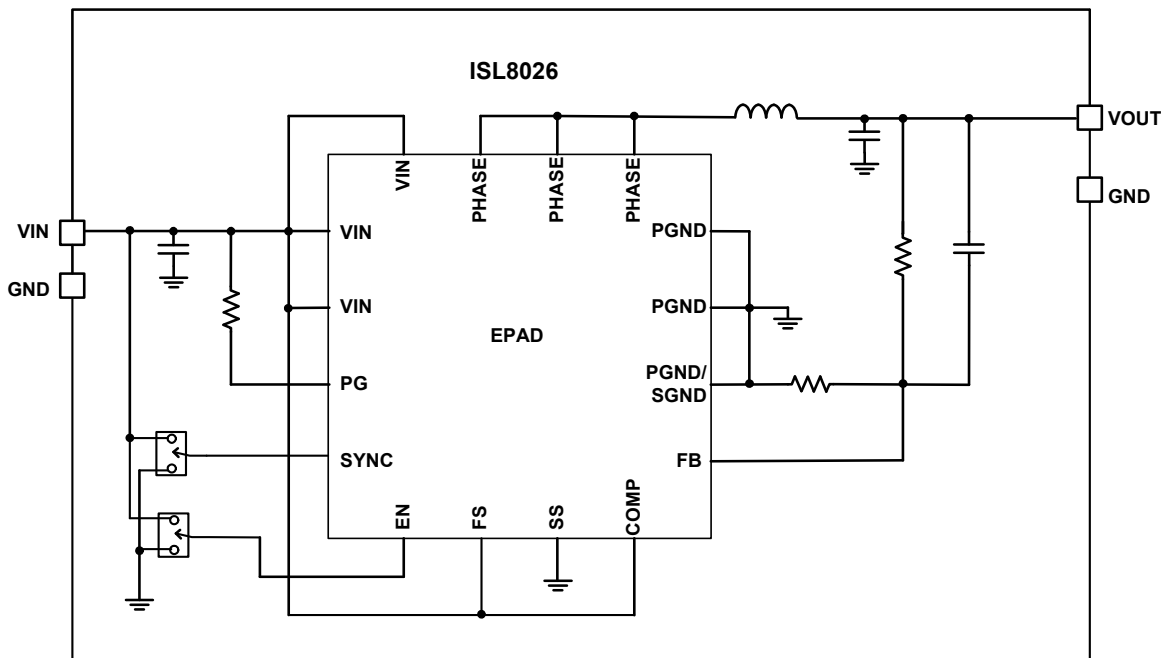 ISL8026
VOUT
GND
VIN
GND
VIN
PHASE
PHASE
PHASE
VIN
VIN
PG
SYNC
EPAD
PGND
PGND
PGND/
SGND
FB
EN
FS
SS
COMP